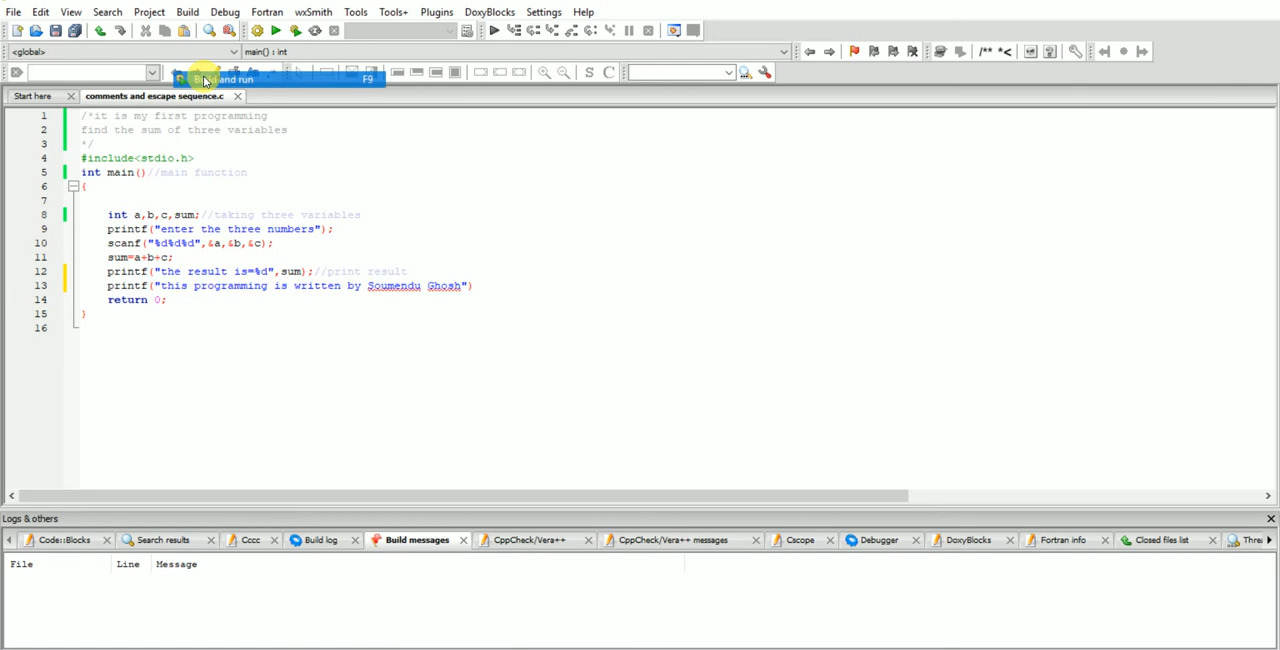 File Edit View Search Project Build Debug Fortran wxSmith Tools Tools+ Plugins DoxyBlocks Settings Help
<global> main() : int
/** *<
Build and run F9
S C
Start here comments and escape sequence.c
1 /*it is my first programming
2 find the sum of three variables
3 */
4 #include<stdio.h>
5 int main()//main function
6 {
7
8 int a,b,c,sum;//taking three variables
9 printf("enter the three numbers");
10 scanf("%d%d%d",&a,&b,&c);
11 sum=a+b+c;
12 printf("the result is=%d",sum);//print result
13 printf("this programming is written by Soumendu Ghosh")
14 return 0;
15 }
16
Logs & others
Code::Blocks Search results Cccc Build log Build messages CppCheck/Vera++ CppCheck/Vera++ messages Cscope Debugger DoxyBlocks Fortran info Closed files list Thre
File Line Message